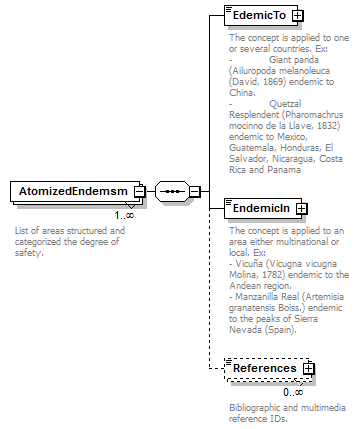 EdemicTo
The concept is applied to one
or several countries. Ex:
- Giant panda
(Ailuropoda melanoleuca
(David, 1869) endemic to
China.
- Quetzal
Resplendent (Pharomachrus
mocinno de la Llave, 1832)
endemic to Mexico,
Guatemala, Honduras, El
Salvador, Nicaragua, Costa
Rica and Panama
AtomizedEndemsm
1..∞
List of areas structured and
categorized the degree of
safety.
EndemicIn
The concept is applied to an
area either multinational or
local. Ex:
- Vicuña (Vicugna vicugna
Molina, 1782) endemic to the
Andean region.
- Manzanilla Real (Artemisia
granatensis Boiss.) endemic
to the peaks of Sierra
Nevada (Spain).
References
0..∞
Bibliographic and multimedia
reference IDs.